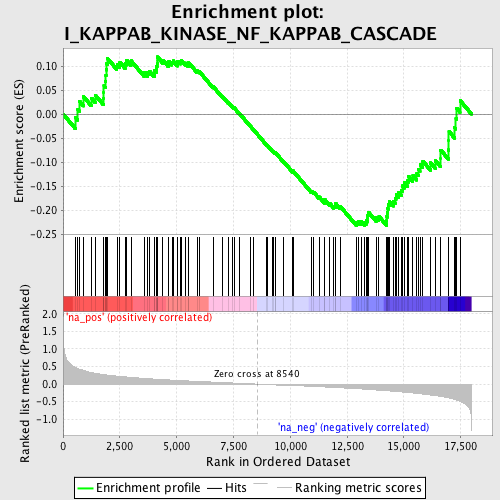 Enrichment plot:
I_KAPPAB_KINASE_NF_KAPPAB_CASCADE
Enrichment score (ES)
0.10
0.05
0.00
-0.05
-0.10
-0.15
-0.20
-0.25
'na_pos' (positively correlated)
Ranked list metric (PreRanked)
2.0
1.5
1.0
0.5
0.0
-0.5
-1.0
Zero cross at 8540
'na_neg' (negatively correlated)
0
2,500
5,000
7,500
10,000
12,500
15,000
17,500
Rank in Ordered Dataset
Enrichment profile
Hits
Ranking metric scores